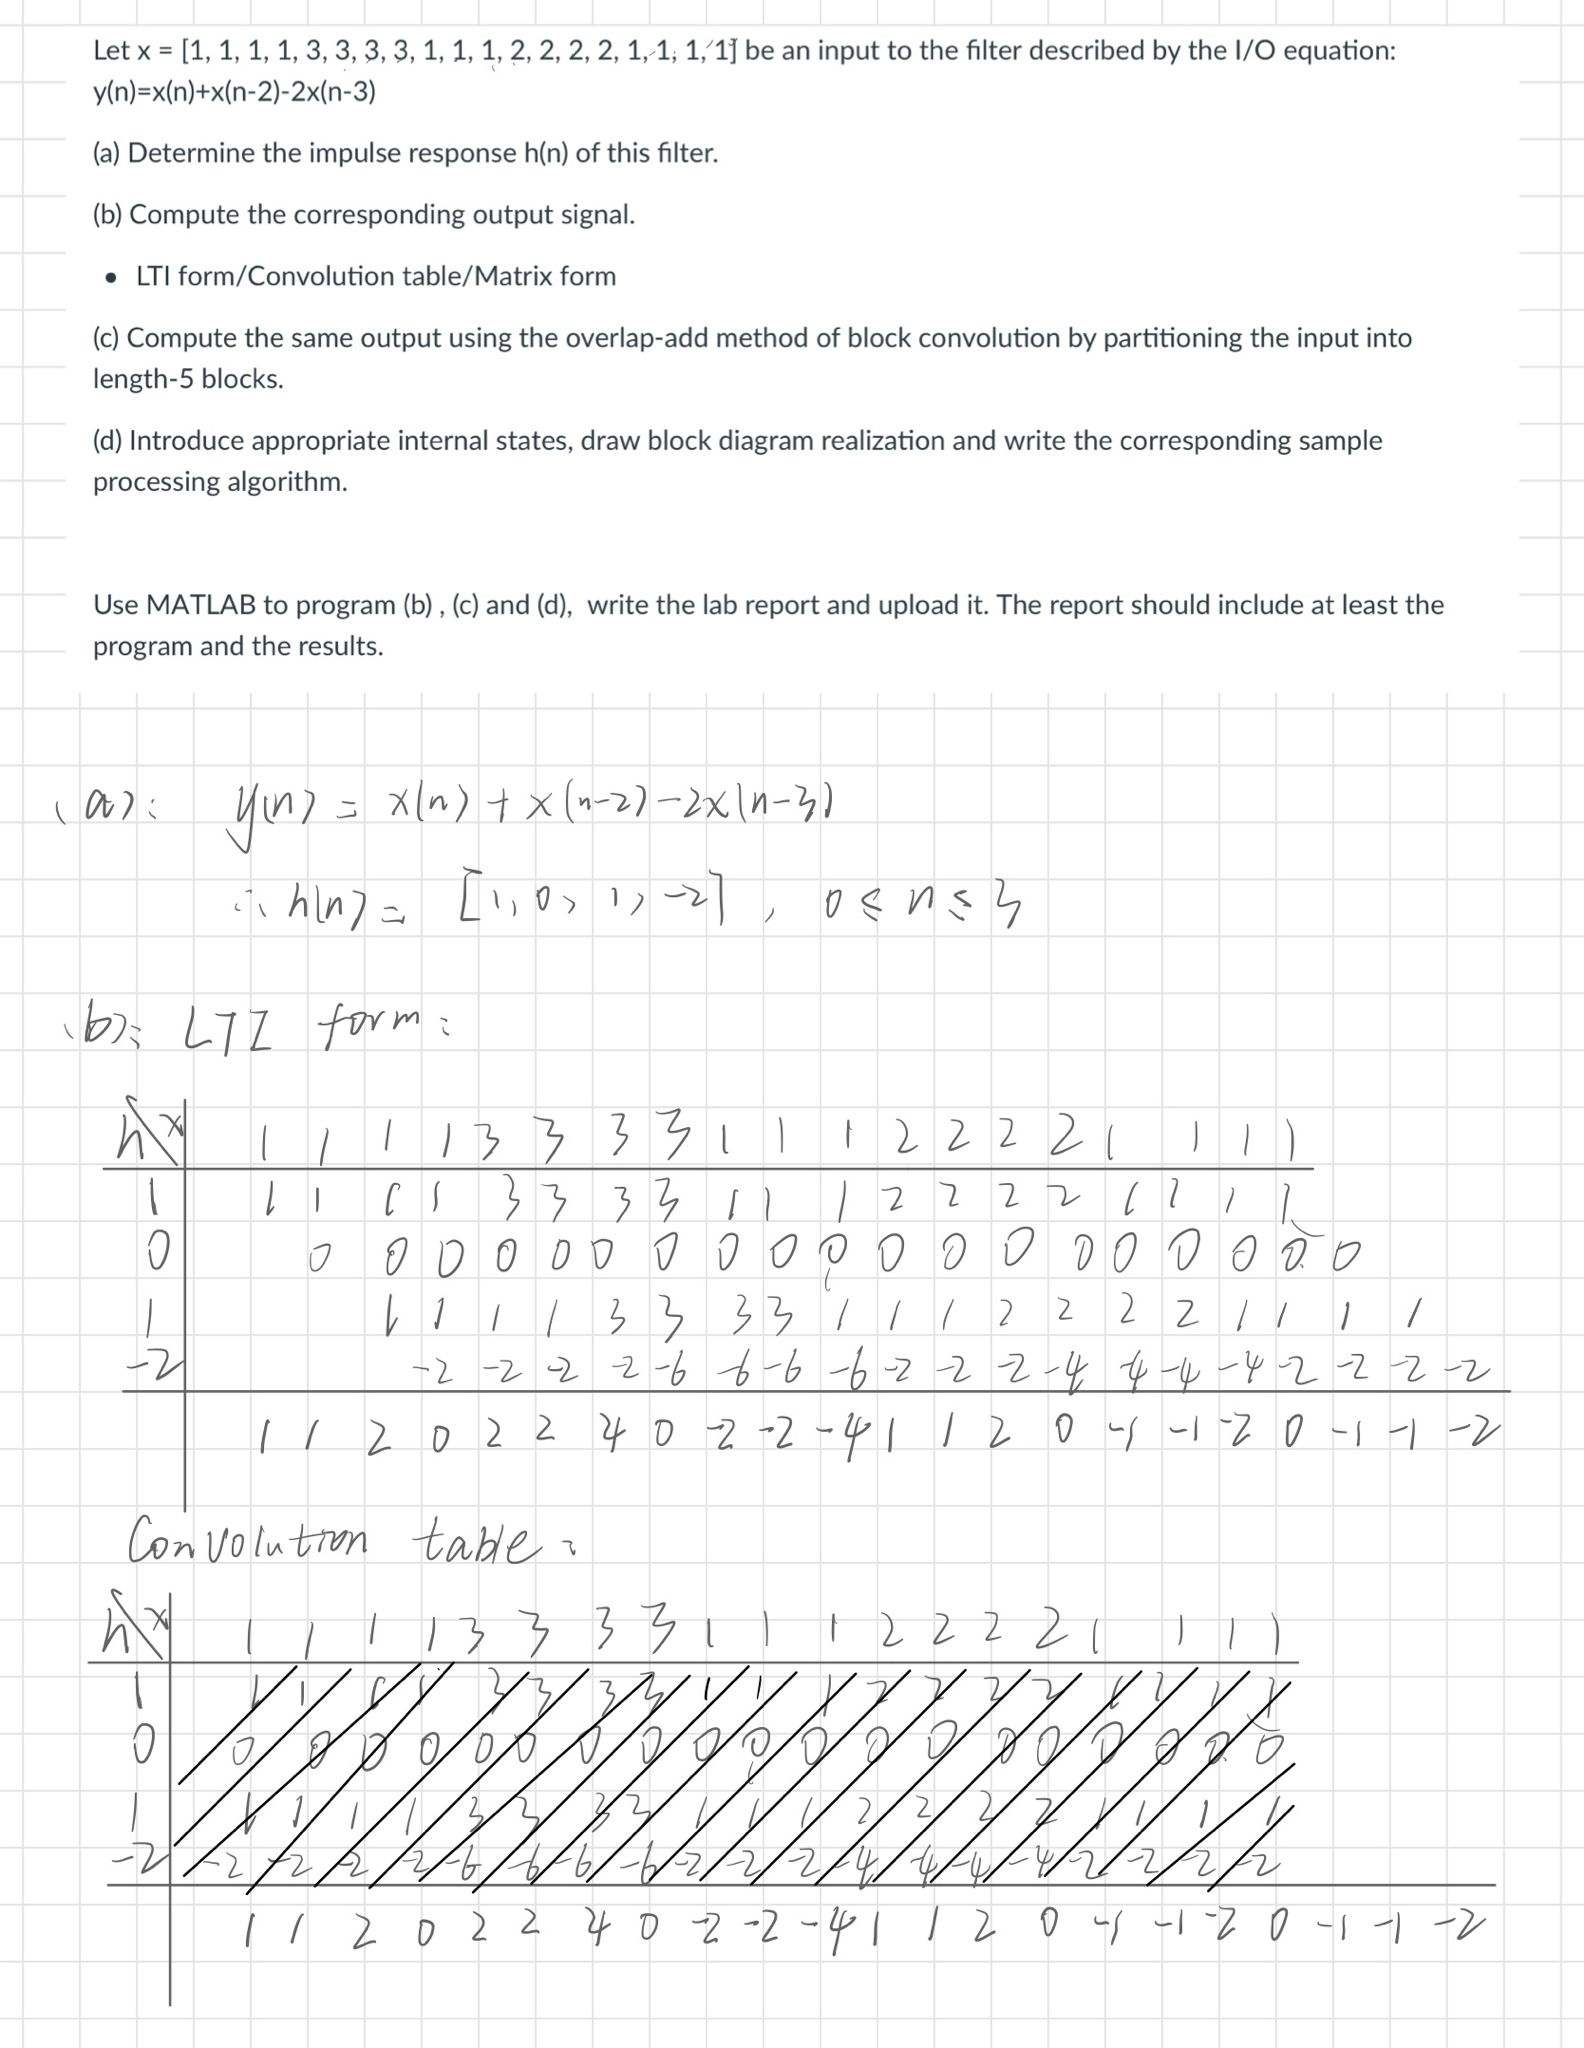 Let x = [1, 1, 1, 1, 3, 3, 3, 3, 1, 1, 1, 2, 2, 2, 2, 1, 1, 1, 1] be an input to the filter described by the I/O equation:
y(n)=x(n)+x(n-2)-2x(n-3)
(a) Determine the impulse response h(n) of this filter.
(b) Compute the corresponding output signal.
• LTI form/Convolution table/Matrix form
(c) Compute the same output using the overlap-add method of block convolution by partitioning the input into
length-5 blocks.
(d) Introduce appropriate internal states, draw block diagram realization and write the corresponding sample
processing algorithm.
Use MATLAB to program (b) , (c) and (d), write the lab report and upload it. The report should include at least the
program and the results.
(a): y(n) = x(n) + x(n-2) -2x(n-3)
∴ h(n) = [1, 0, 1, -2] , 0 ≤ n ≤ 3
(b): LTI form:
h\x 1 1 1 1 3 3 3 3 1 1 1 2 2 2 2 1 1 1 1
1 1 1 1 1 3 3 3 3 1 1 1 2 2 2 2 1 1 1 1
0 0 0 0 0 0 0 0 0 0 0 0 0 0 0 0 0 0 0 0
1 1 1 1 1 3 3 3 3 1 1 1 2 2 2 2 1 1 1 1
-2 -2 -2 -2 -2 -6 -6 -6 -6 -2 -2 -2 -4 -4 -4 -4 -2 -2 -2 -2
1 1 2 0 2 2 4 0 -2 -2 -4 1 1 2 0 -1 -1 -2 0 -1 -1 -2
Convolution table:
h\x 1 1 1 1 3 3 3 3 1 1 1 2 2 2 2 1 1 1 1
1 1 1 1 1 3 3 3 3 1 1 1 2 2 2 2 1 1 1 1
0 0 0 0 0 0 0 0 0 0 0 0 0 0 0 0 0 0 0 0
1 1 1 1 1 3 3 3 3 1 1 1 2 2 2 2 1 1 1 1
-2 -2 -2 -2 -2 -6 -6 -6 -6 -2 -2 -2 -4 -4 -4 -4 -2 -2 -2 -2
1 1 2 0 2 2 4 0 -2 -2 -4 1 1 2 0 -1 -1 -2 0 -1 -1 -2